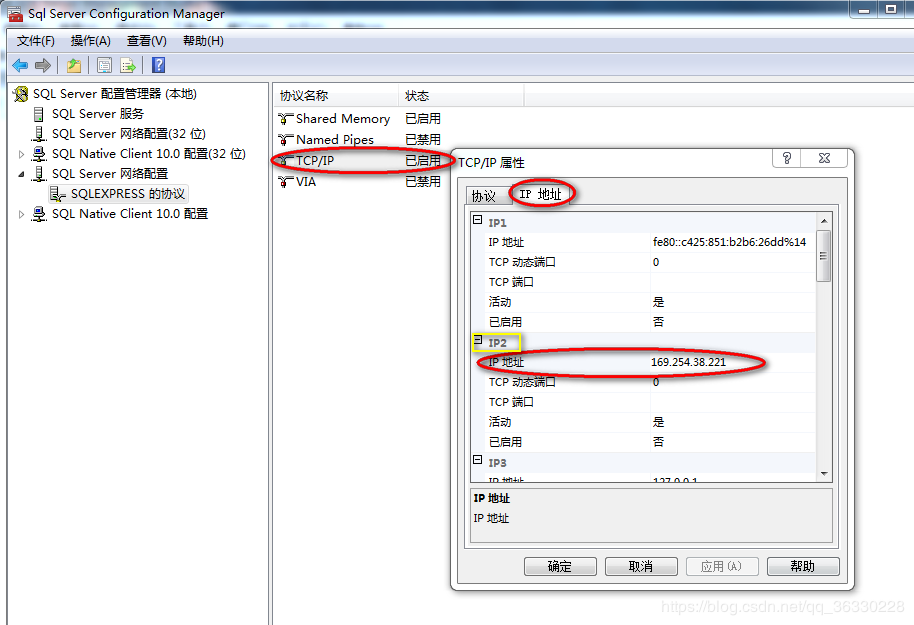 Sql Server Configuration Manager
文件(F) 操作(A) 查看(V) 帮助(H)
SQL Server 配置管理器 (本地)
SQL Server 服务
SQL Server 网络配置(32 位)
SQL Native Client 10.0 配置(32 位)
SQL Server 网络配置
SQLEXPRESS 的协议
SQL Native Client 10.0 配置
协议名称 状态
Shared Memory 已启用
Named Pipes 已禁用
TCP/IP 已启用
VIA 已禁用
TCP/IP 属性
协议 IP 地址
IP1
IP 地址 fe80::c425:851:b2b6:26dd%14
TCP 动态端口 0
TCP 端口
活动 是
已启用 否
IP2
IP 地址 169.254.38.221
TCP 动态端口 0
TCP 端口
活动 是
已启用 否
IP3
IP 地址 127.0.0.1
IP 地址
IP 地址
确定 取消 应用(A) 帮助
https://blog.csdn.net/qq_36330228